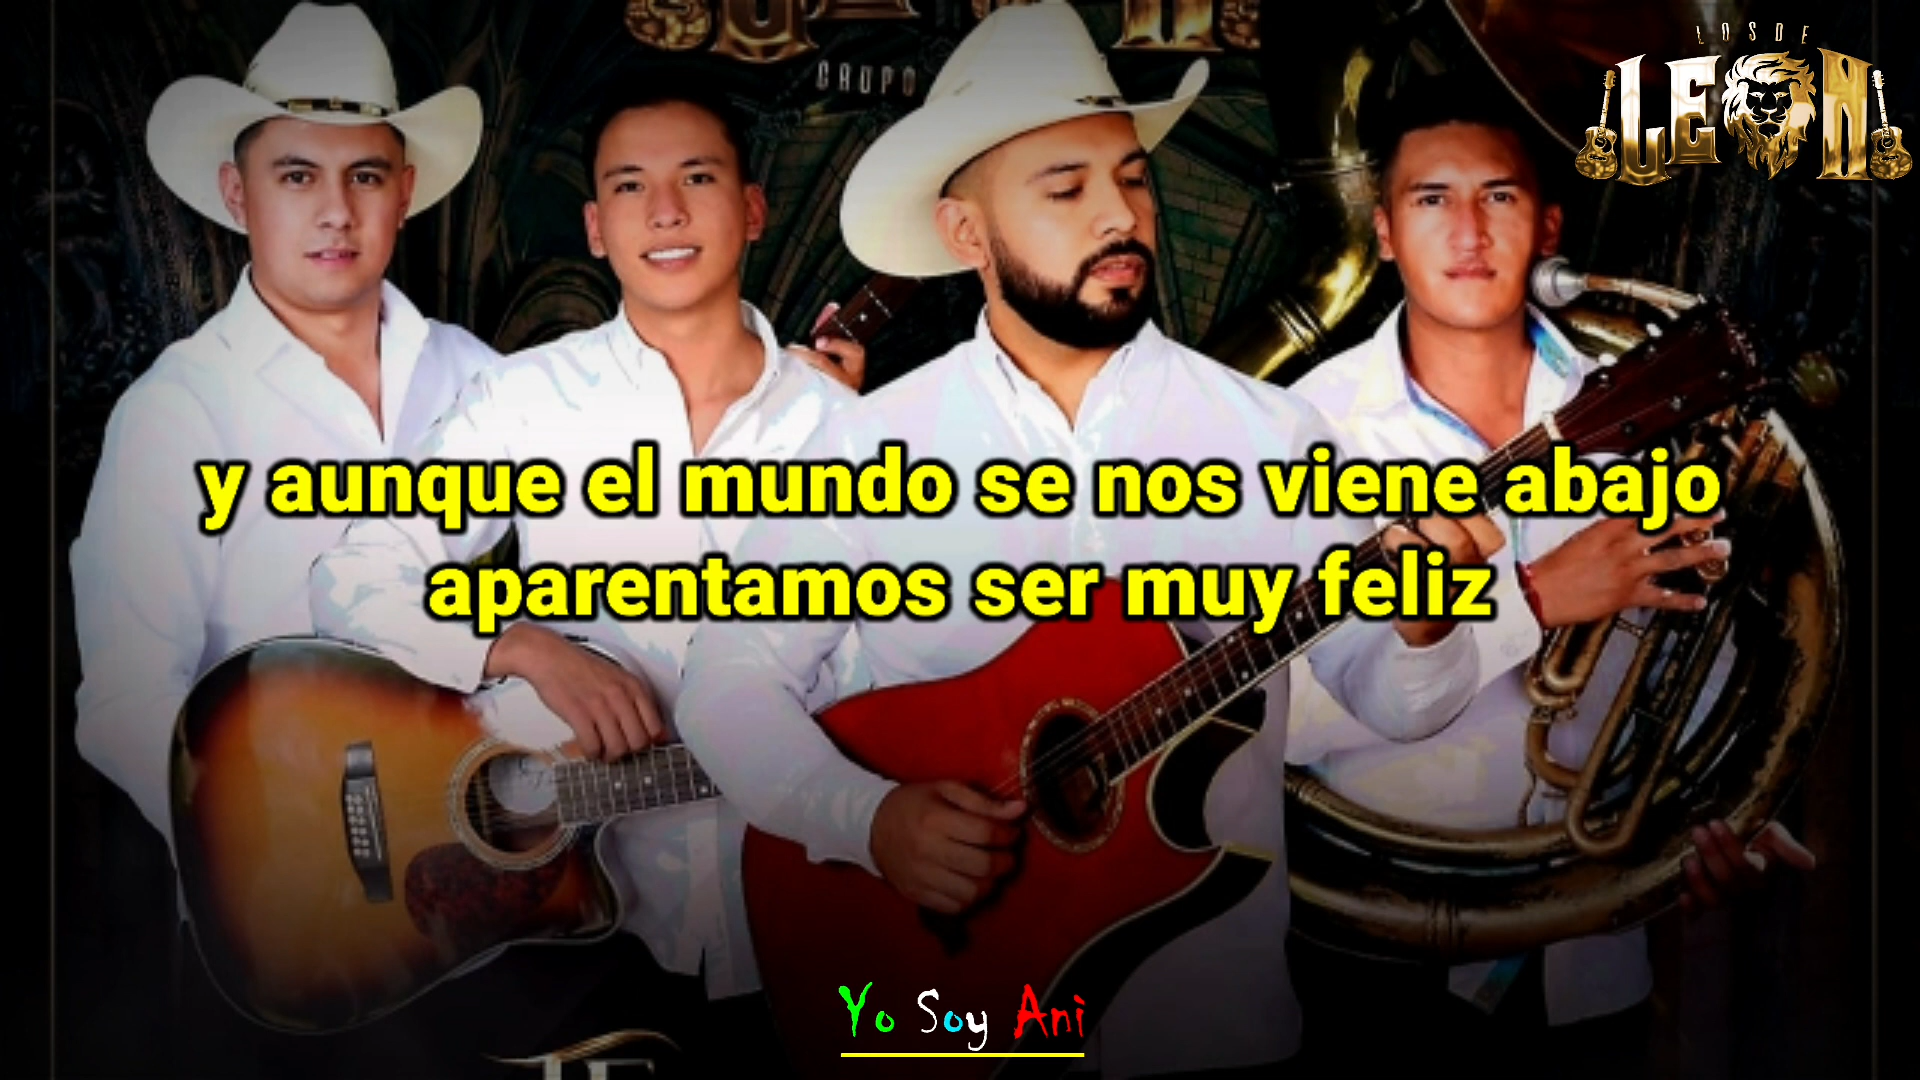 GRUPO
LOS DE
LEON
y aunque el mundo se nos viene abajo
aparentamos ser muy feliz
Yo Soy Ani